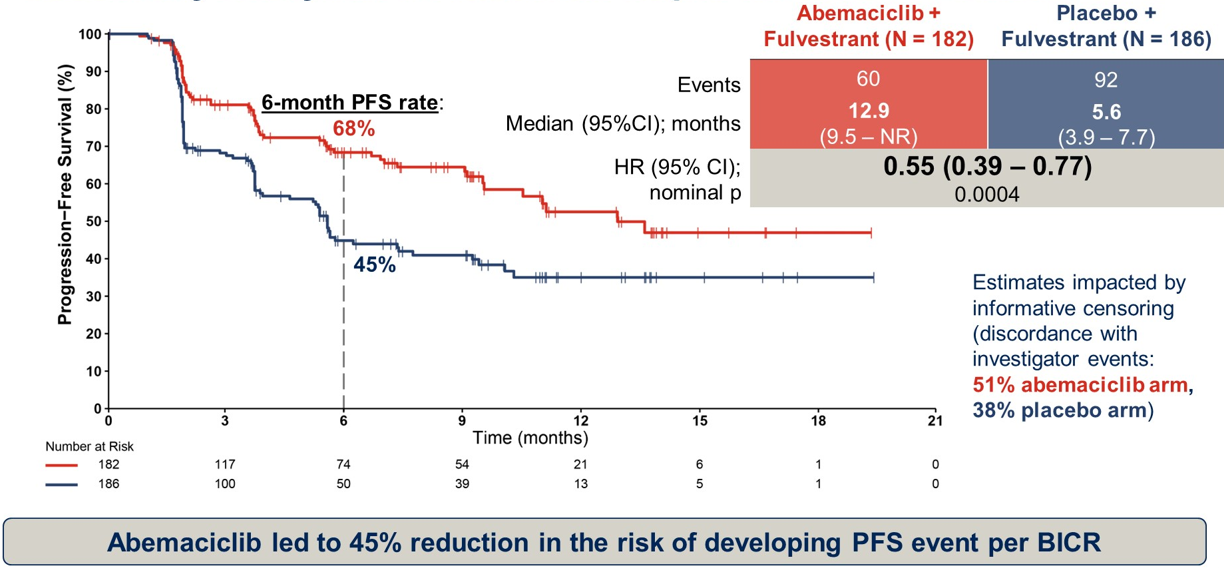 Abemaciclib +
Fulvestrant (N = 182)
Placebo +
Fulvestrant (N = 186)
Events
60
92
Median (95%CI); months
12.9
(9.5 – NR)
5.6
(3.9 – 7.7)
HR (95% CI);
nominal p
0.55 (0.39 – 0.77)
0.0004
Progression–Free Survival (%)
100
90
80
70
60
50
40
30
20
10
0
6-month PFS rate:
68%
45%
0 3 6 9 12 15 18 21
Time (months)
Number at Risk
182 117 74 54 21 6 1 0
186 100 50 39 13 5 1 0
Estimates impacted by
informative censoring
(discordance with
investigator events:
51% abemaciclib arm,
38% placebo arm)
Abemaciclib led to 45% reduction in the risk of developing PFS event per BICR